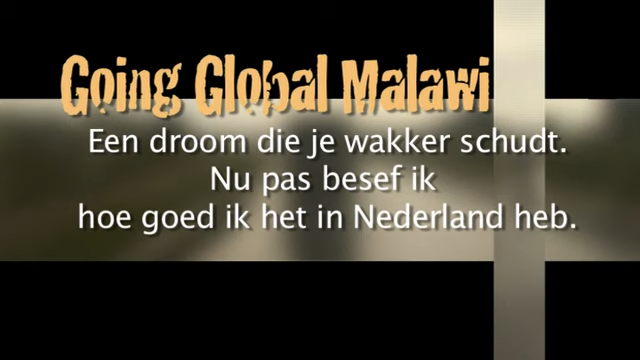 Going Global Malawi
Een droom die je wakker schudt.
Nu pas besef ik
hoe goed ik het in Nederland heb.